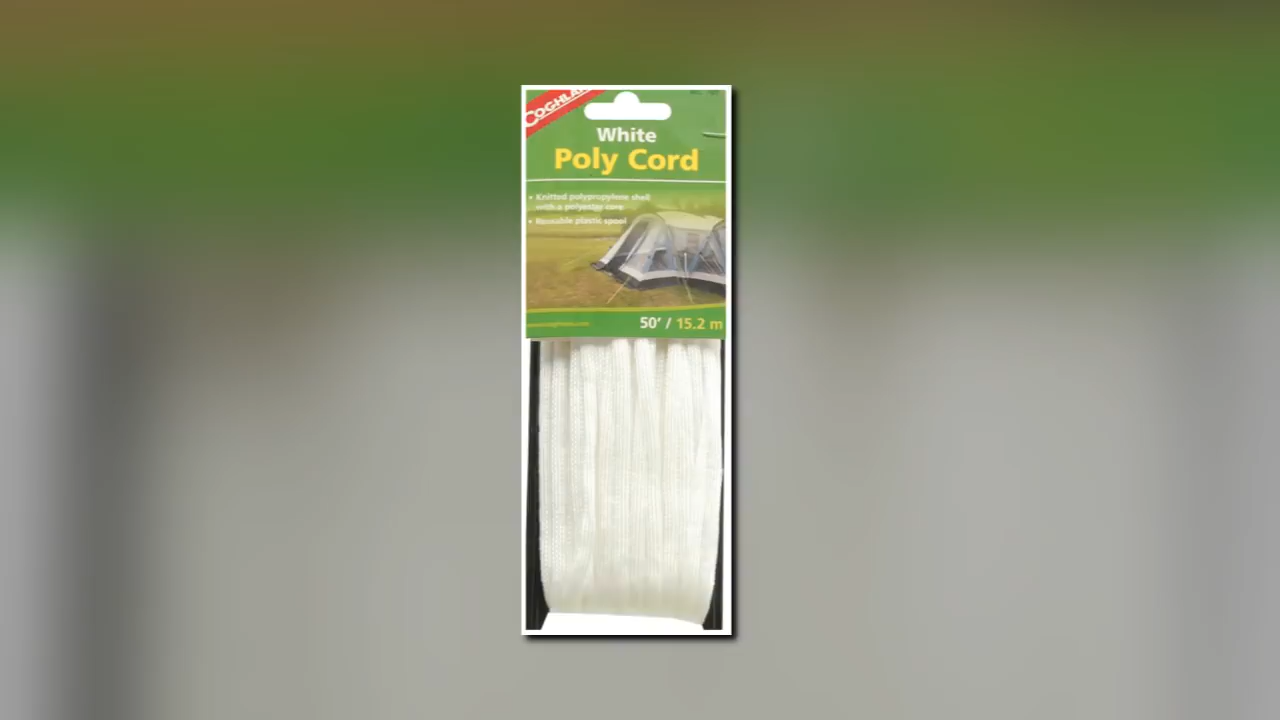 COGHLAN
White
Poly Cord
• Knitted polypropylene shell
with a polyester core
• Reusable plastic spool
50' / 15.2 m